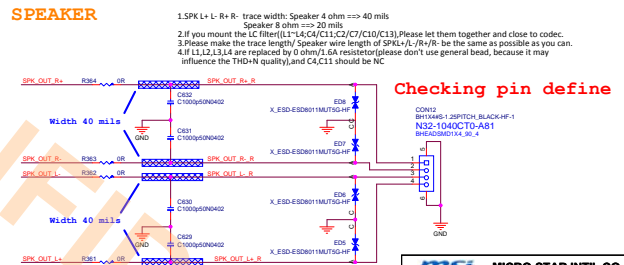 SPEAKER
1.SPK L+ L- R+ R- trace width: Speaker 4 ohm ==> 40 mils
Speaker 8 ohm ==> 20 mils
2.If you mount the LC filter((L1~L4;C4/C11;C2/C7/C10/C13),Please let them together and close to codec.
3.Please make the trace length/ Speaker wire length of SPKL+/L-/R+/R- be the same as possible as you can.
4.If L1,L2,L3,L4 are replaced by 0 ohm/1.6A resistetor(please don't use general bead, because it may
influence the THD+N quality),and C4,C11 should be NC
Checking pin define
SPK_OUT_R+ R364 0R SPK_OUT_R+_R
C632
C1000p50N0402
ED8
X_ESD-ESD8011MUT5G-HF
CON12
BH1X4#S-1.25PITCH_BLACK-HF-1
N32-1040CT0-A81
BHEADSMD1X4_90_4
Width 40 mils
GND
C631
C1000p50N0402
ED7
X_ESD-ESD8011MUT5G-HF
C C
5
1
2
3
4
6
SPK_OUT_R- R363 0R SPK_OUT_R-_R
SPK_OUT_L- R362 0R SPK_OUT_L-_R
C630
C1000p50N0402
ED6
X_ESD-ESD8011MUT5G-HF
Width 40 mils
GND
GND
C629
C1000p50N0402
ED5
X_ESD-ESD8011MUT5G-HF
C C
SPK_OUT_L+ R361 0R SPK_OUT_L+_R
msi MICRO-STAR INT'L CO